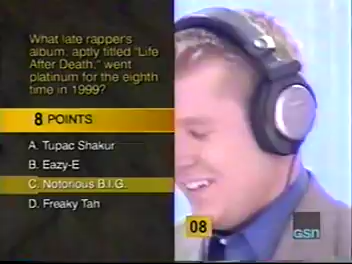 What late rapper's
album, aptly titled "Life
After Death," went
platinum for the eighth
time in 1999?
8 POINTS
A. Tupac Shakur
B. Eazy-E
C. Notorious B.I.G.
D. Freaky Tah
08
GSN